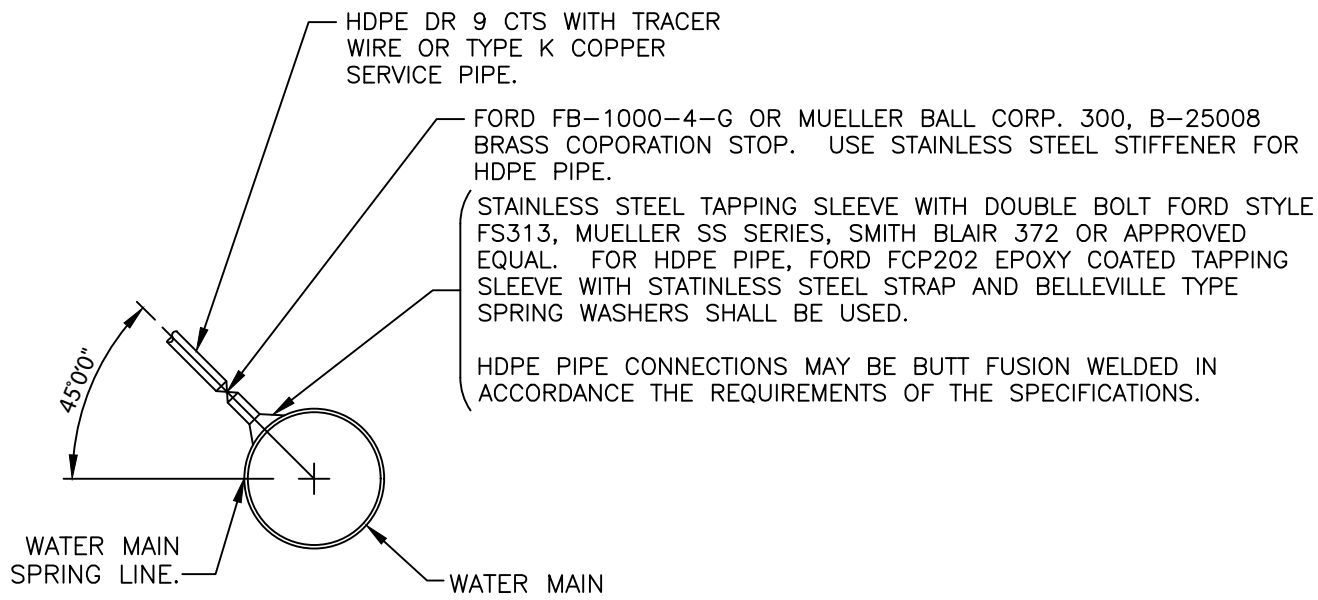 HDPE DR 9 CTS WITH TRACER
WIRE OR TYPE K COPPER
SERVICE PIPE.
FORD FB-1000-4-G OR MUELLER BALL CORP. 300, B-25008
BRASS COPORATION STOP. USE STAINLESS STEEL STIFFENER FOR
HDPE PIPE.
STAINLESS STEEL TAPPING SLEEVE WITH DOUBLE BOLT FORD STYLE
FS313, MUELLER SS SERIES, SMITH BLAIR 372 OR APPROVED
EQUAL. FOR HDPE PIPE, FORD FCP202 EPOXY COATED TAPPING
SLEEVE WITH STATINLESS STEEL STRAP AND BELLEVILLE TYPE
SPRING WASHERS SHALL BE USED.
HDPE PIPE CONNECTIONS MAY BE BUTT FUSION WELDED IN
ACCORDANCE THE REQUIREMENTS OF THE SPECIFICATIONS.
45°0'0"
WATER MAIN
SPRING LINE.
WATER MAIN